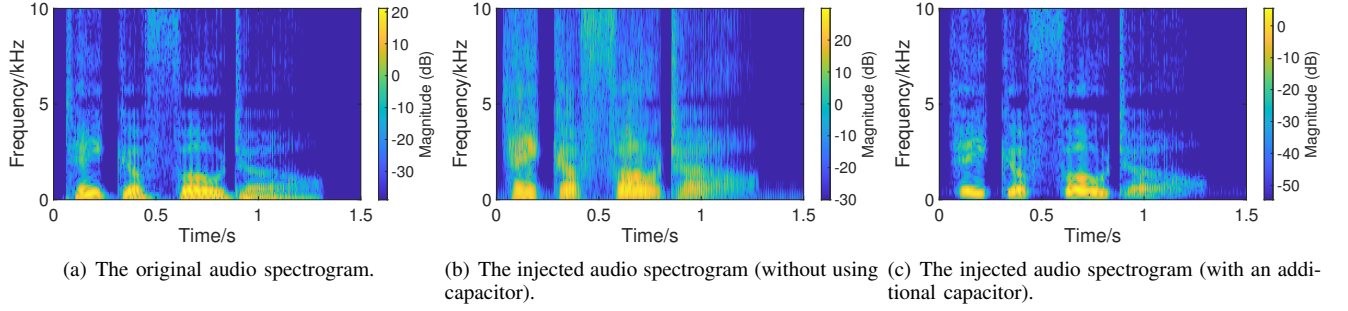 10
5
0
Frequency/kHz
0
0.5
1
1.5
Time/s
20
10
0
-10
-20
-30
Magnitude (dB)
(a) The original audio spectrogram.
10
5
0
Frequency/kHz
0
0.5
1
1.5
Time/s
20
10
0
-10
-20
-30
Magnitude (dB)
(b) The injected audio spectrogram (without using
capacitor).
10
5
0
Frequency/kHz
0
0.5
1
1.5
Time/s
0
-10
-20
-30
-40
-50
Magnitude (dB)
(c) The injected audio spectrogram (with an addi-
tional capacitor).